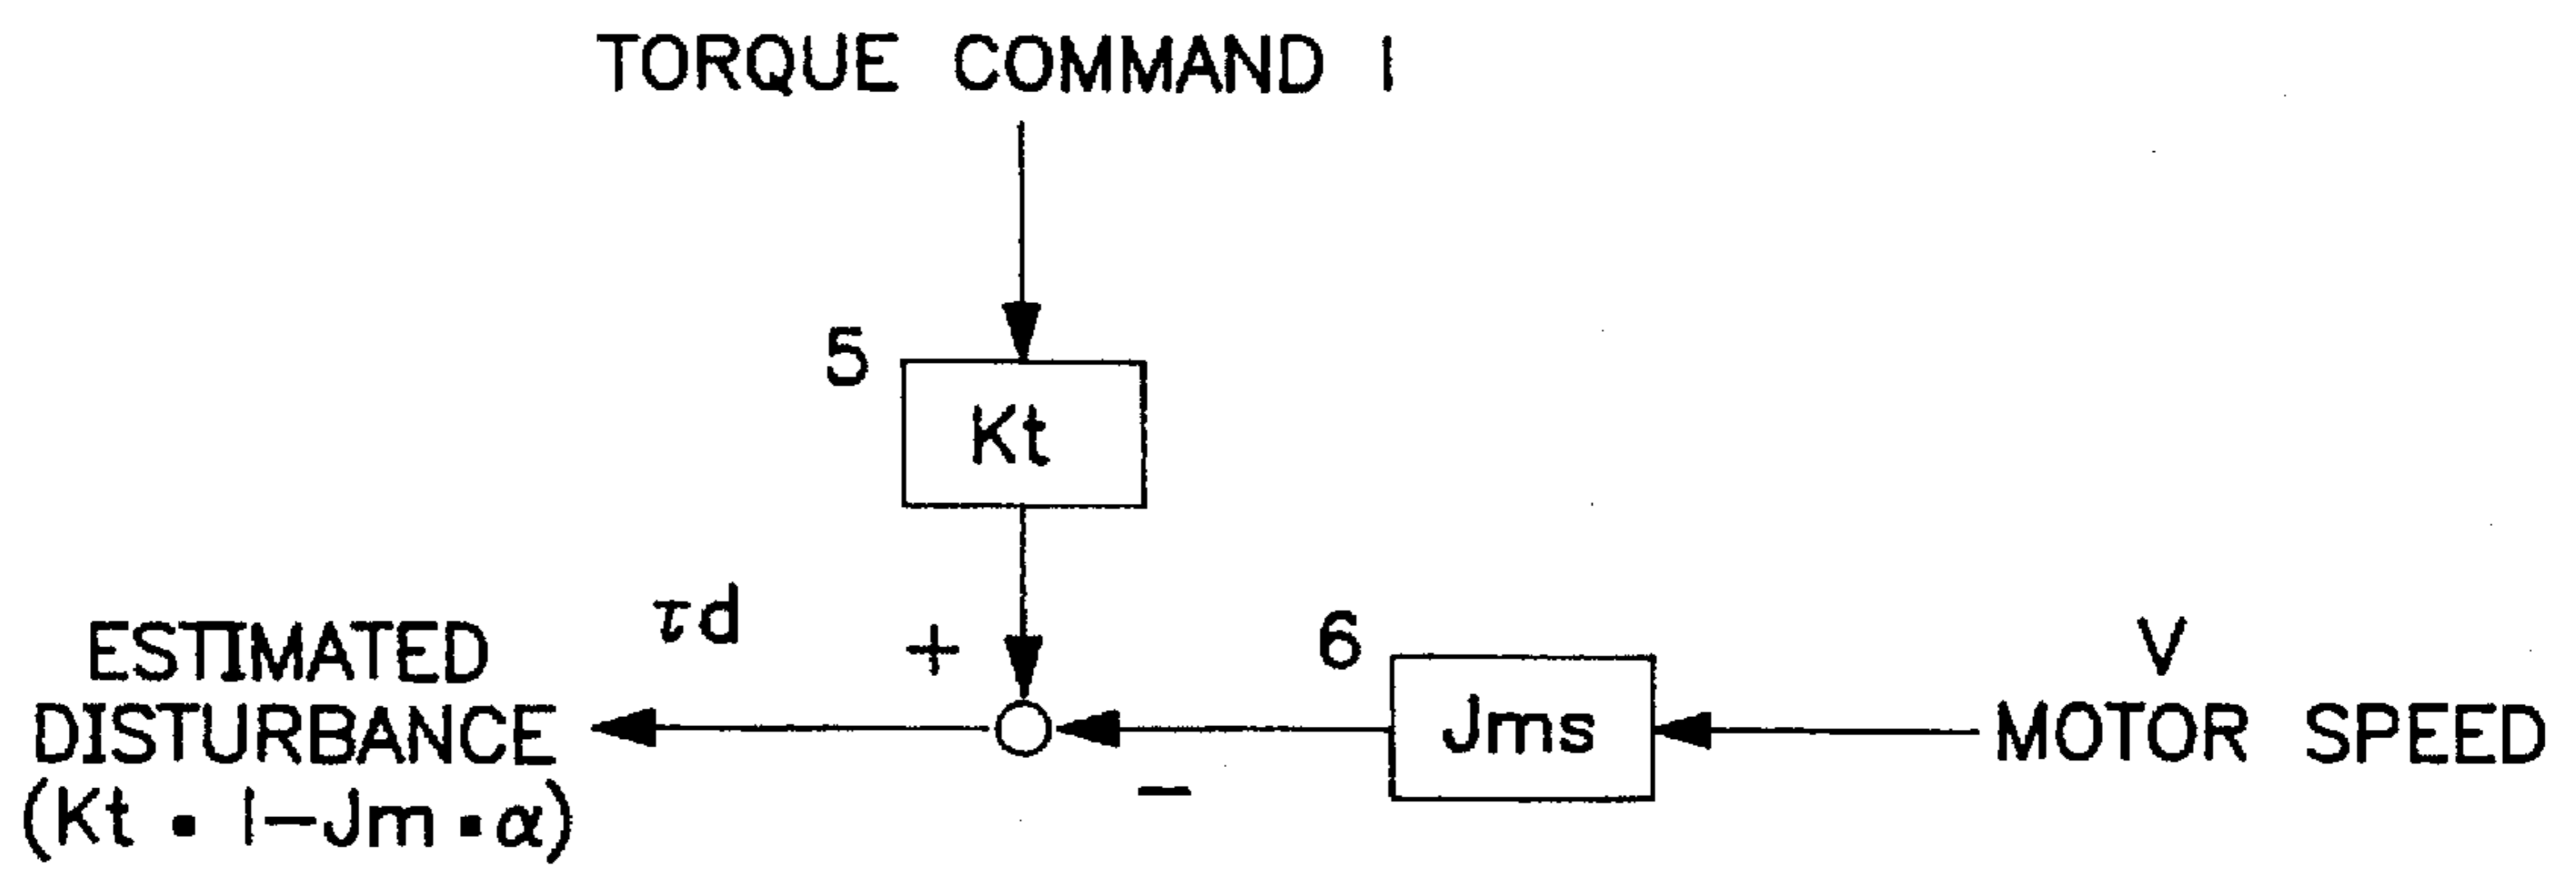 TORQUE COMMAND I
5
Kt
τd
+
6
V
ESTIMATED
DISTURBANCE
(Kt ▪ I-Jm ▪ α)
Jms
MOTOR SPEED
-